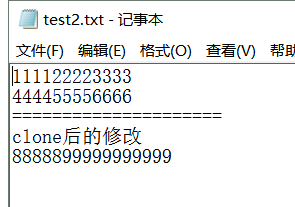 test2.txt - 记事本
文件(F) 编辑(E) 格式(O) 查看(V) 帮助
111122223333
444455556666
=====================
clone后的修改
8888899999999999